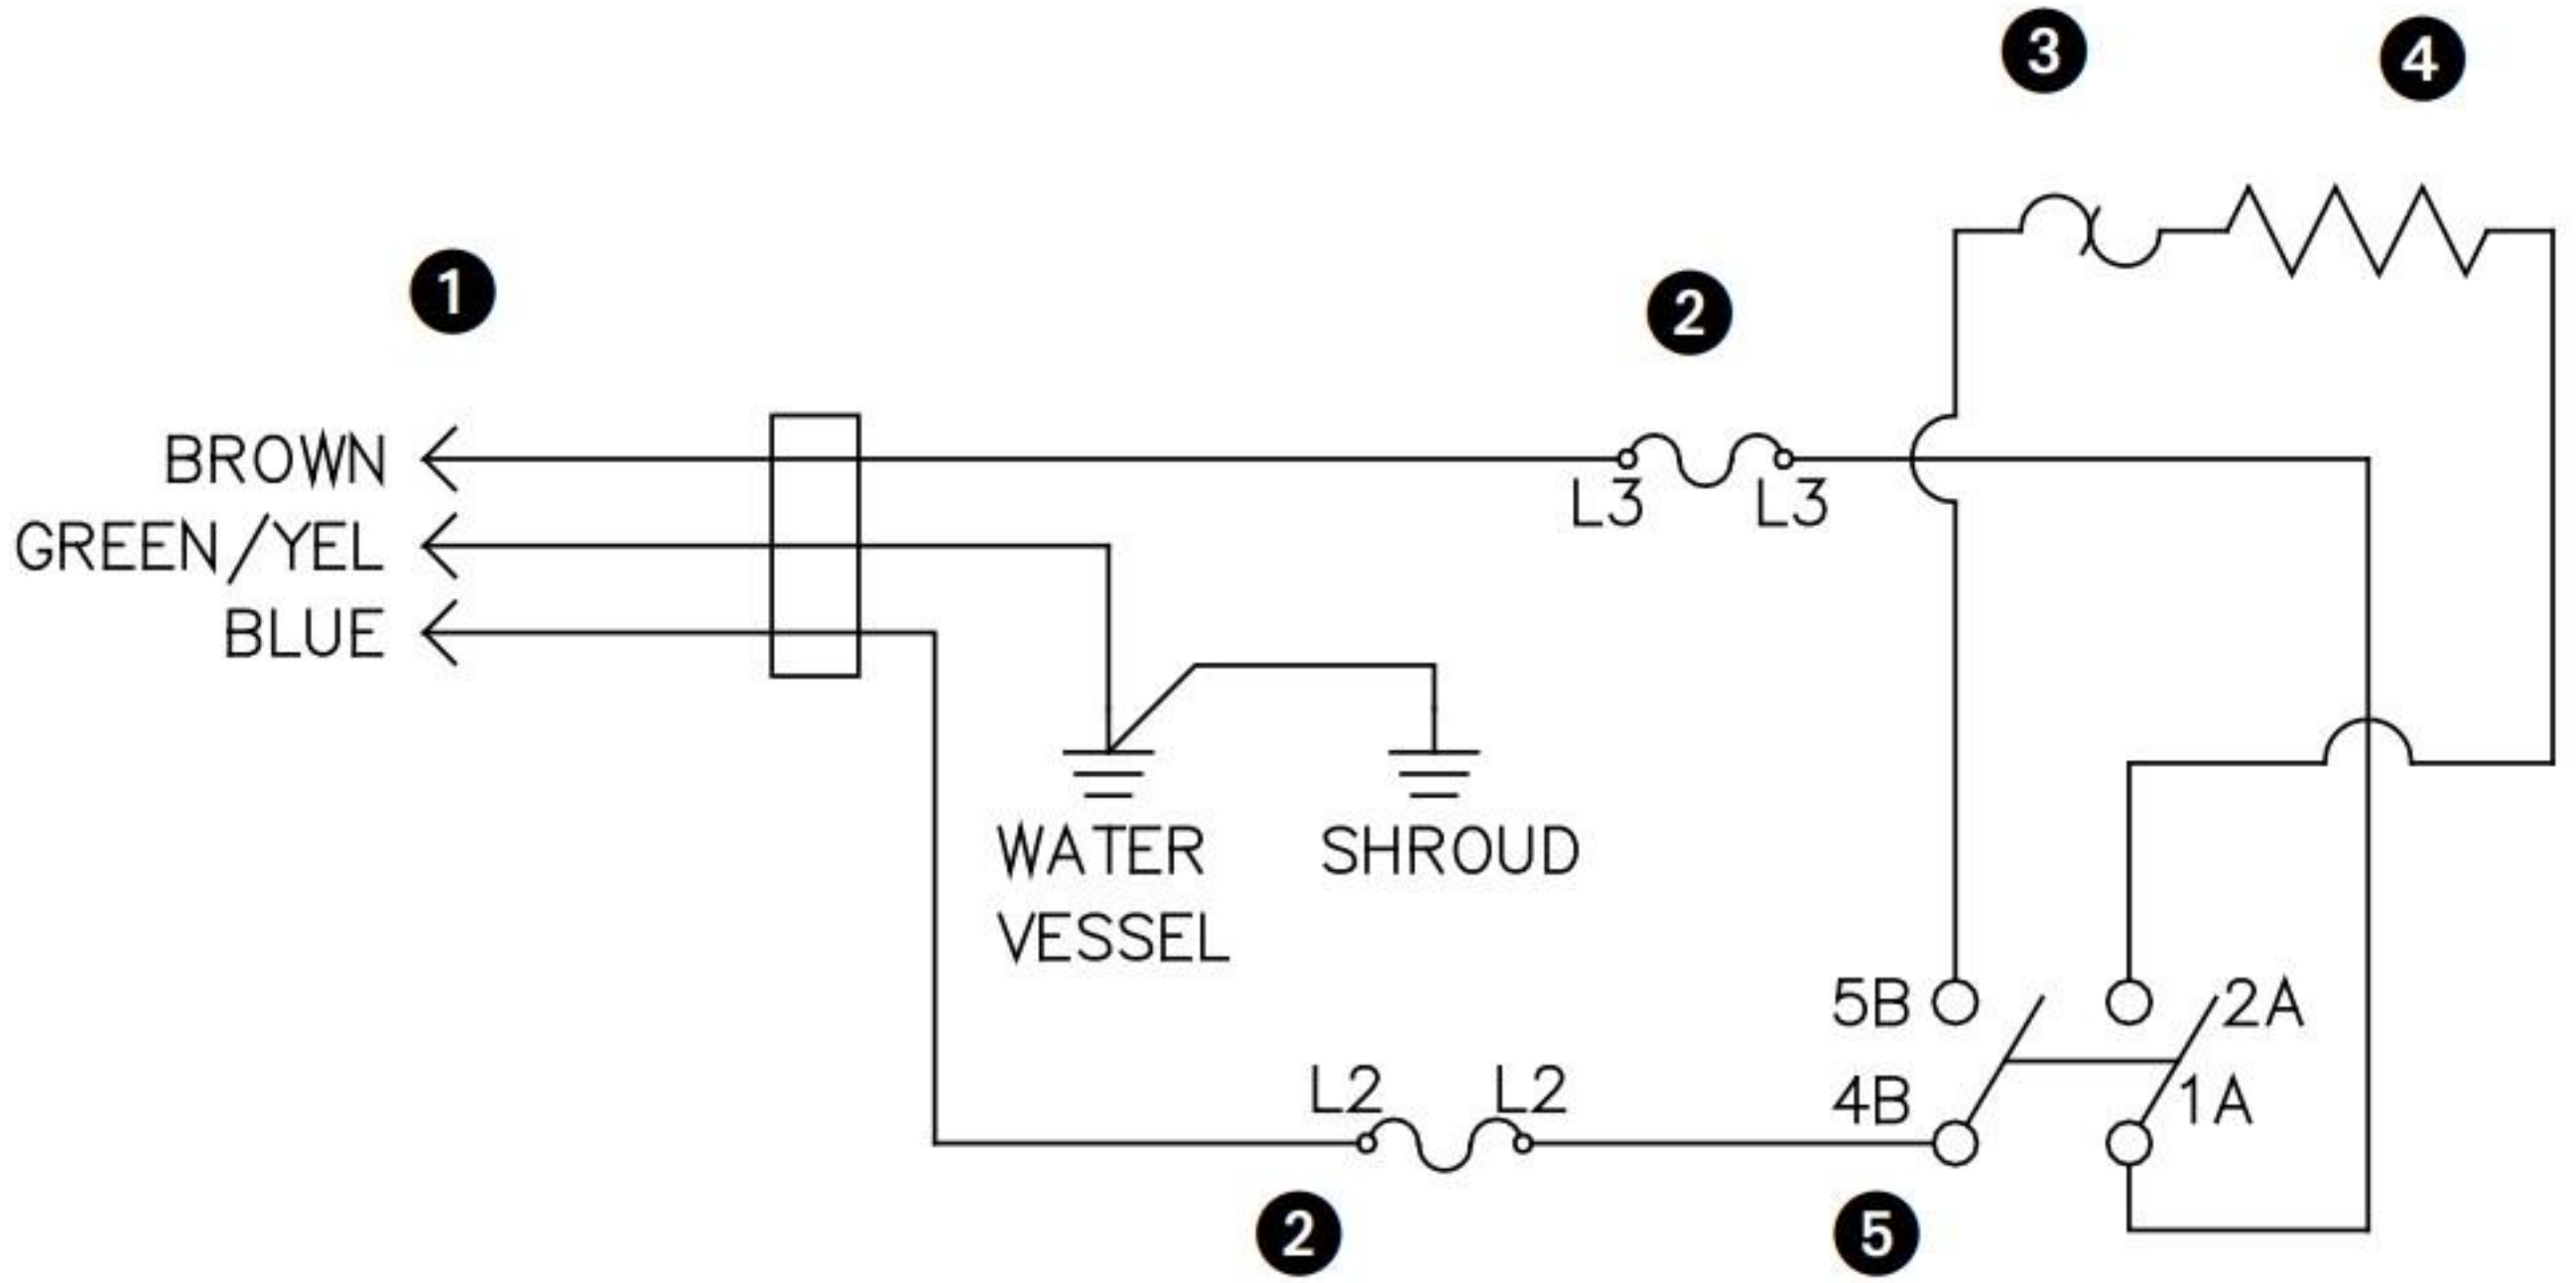 3
4
1
2
BROWN
L3 L3
GREEN/YEL
BLUE
WATER
VESSEL
SHROUD
5B
2A
L2 L2
4B
1A
2
5